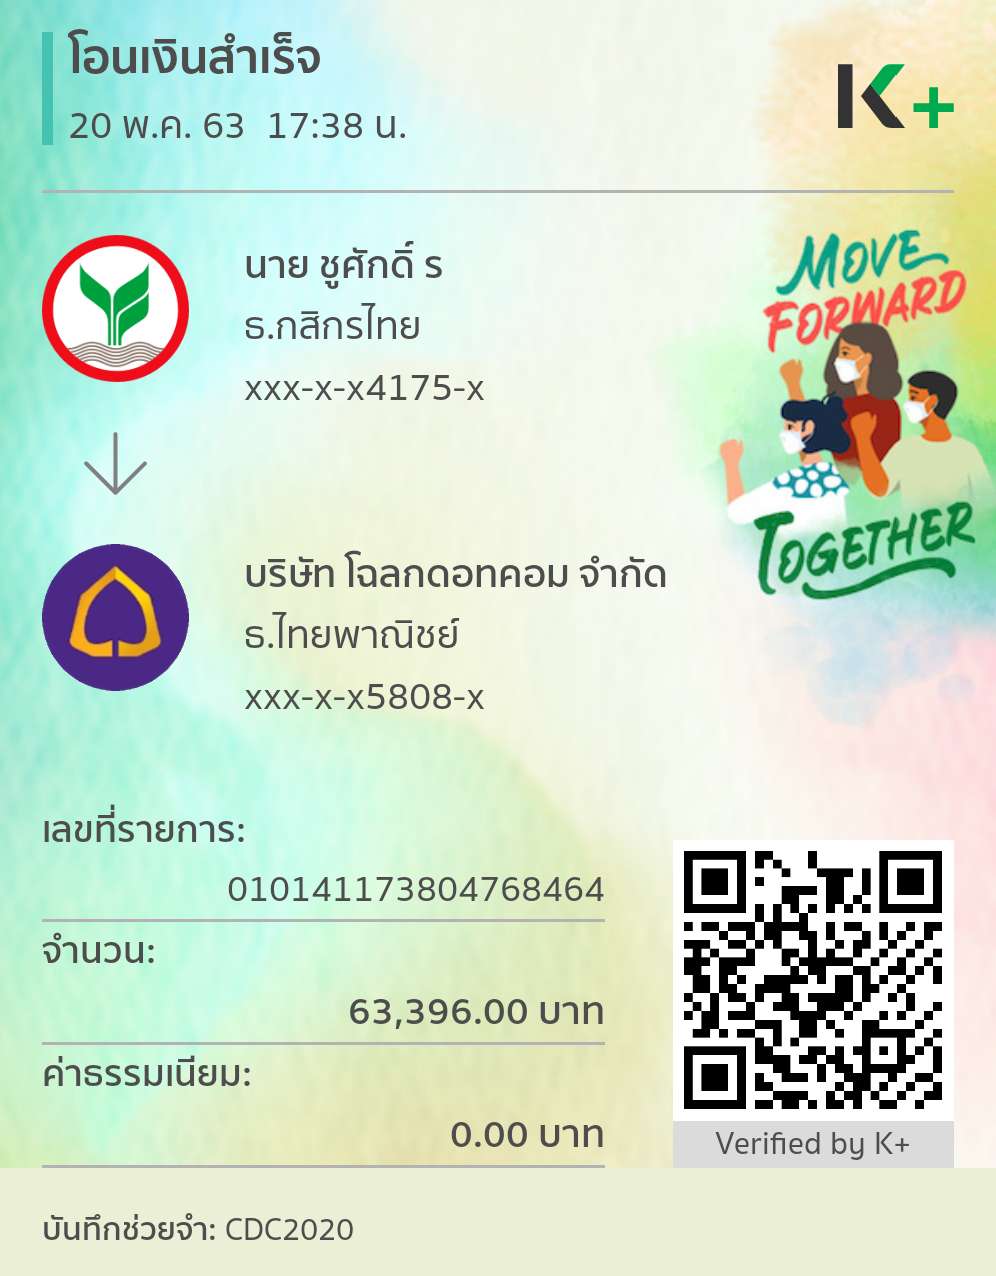 โอนเงินสำเร็จ
20 พ.ค. 63 17:38 น.
K+
นาย ชูศักดิ์ ร
ธ.กสิกรไทย
xxx-x-x4175-x
MOVE
FORWARD
TOGETHER
บริษัท โฉลกดอทคอม จำกัด
ธ.ไทยพาณิชย์
xxx-x-x5808-x
เลขที่รายการ:
010141173804768464
จำนวน:
63,396.00 บาท
ค่าธรรมเนียม:
0.00 บาท
Verified by K+
บันทึกช่วยจำ: CDC2020